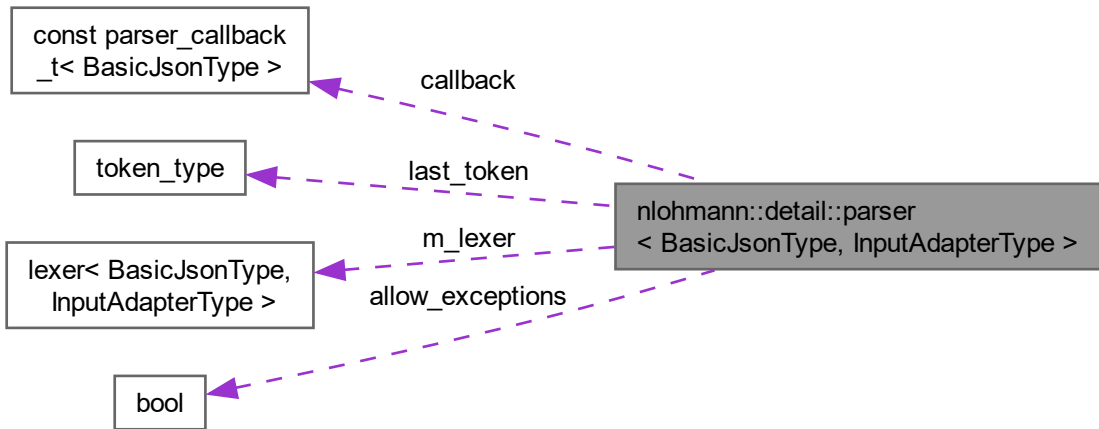 const parser_callback
_t< BasicJsonType >
callback
token_type
last_token
nlohmann::detail::parser
< BasicJsonType, InputAdapterType >
m_lexer
lexer< BasicJsonType,
InputAdapterType >
allow_exceptions
bool